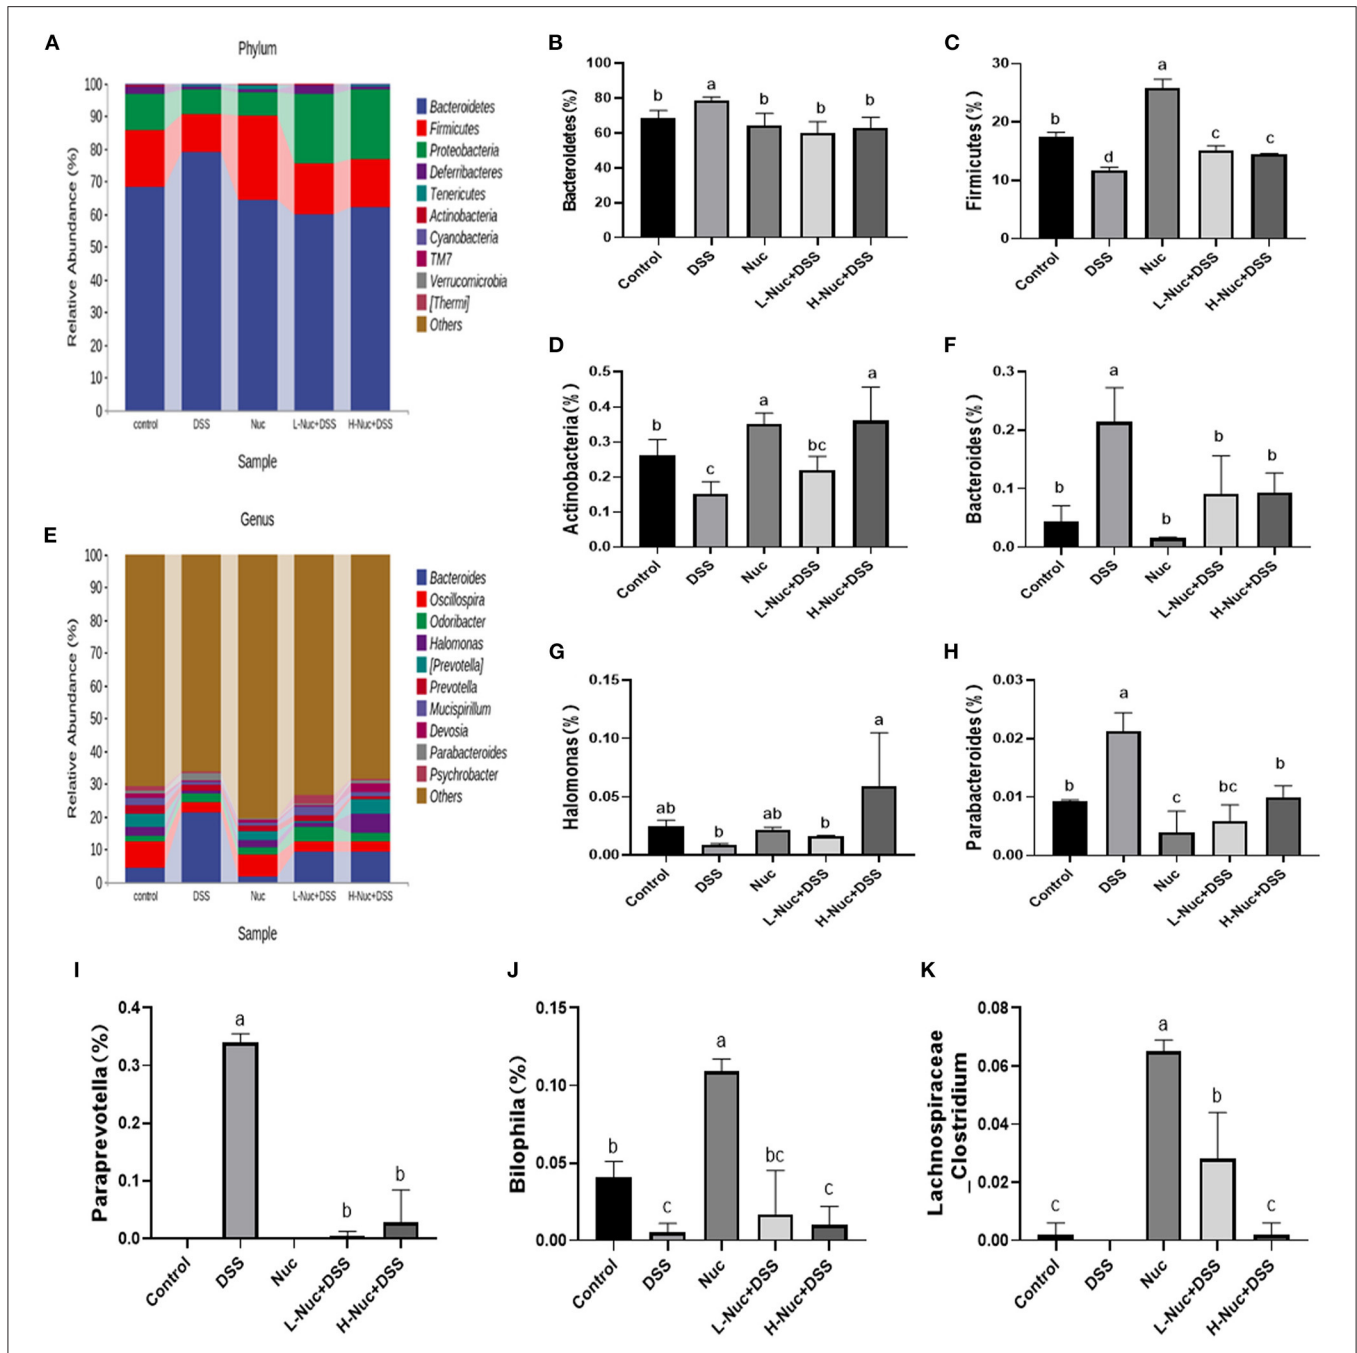 A
Phylum
Relative Abundance (%)
100
90
80
70
60
50
40
30
20
10
0
control
DSS
Nuc
L-Nuc+DSS
H-Nuc+DSS
Sample
Bacteroidetes
Firmicutes
Proteobacteria
Deferribacteres
Tenericutes
Actinobacteria
Cyanobacteria
TM7
Verrucomicrobia
[Thermi]
Others
B
Bacteroidetes(%)
100
80
60
40
20
0
b
a
b
b
b
Control
DSS
Nuc
L-Nuc+DSS
H-Nuc+DSS
C
Firmicutes(%)
30
20
10
0
b
d
a
c
c
Control
DSS
Nuc
L-Nuc+DSS
H-Nuc+DSS
D
Actinobacteria(%)
0.5
0.4
0.3
0.2
0.1
0.0
b
c
a
bc
a
Control
DSS
Nuc
L-Nuc+DSS
H-Nuc+DSS
F
Bacteroides(%)
0.3
0.2
0.1
0.0
b
a
b
b
b
Control
DSS
Nuc
L-Nuc+DSS
H-Nuc+DSS
E
Genus
Relative Abundance (%)
100
90
80
70
60
50
40
30
20
10
0
control
DSS
Nuc
L-Nuc+DSS
H-Nuc+DSS
Sample
Bacteroides
Oscillospira
Odoribacter
Halomonas
[Prevotella]
Prevotella
Mucispirillum
Devosia
Parabacteroides
Psychrobacter
Others
G
Halomonas(%)
0.15
0.10
0.05
0.00
ab
b
ab
b
a
Control
DSS
Nuc
L-Nuc+DSS
H-Nuc+DSS
H
Parabacteroides(%)
0.03
0.02
0.01
0.00
b
a
c
bc
b
Control
DSS
Nuc
L-Nuc+DSS
H-Nuc+DSS
I
Paraprevotella(%)
0.4
0.3
0.2
0.1
0.0
a
b
b
Control
DSS
Nuc
L-Nuc+DSS
H-Nuc+DSS
J
Bilophila(%)
0.15
0.10
0.05
0.00
b
c
a
bc
c
Control
DSS
Nuc
L-Nuc+DSS
H-Nuc+DSS
K
Lachnospiraceae
_Clostridium
0.08
0.06
0.04
0.02
0.00
c
a
b
c
Control
DSS
Nuc
L-Nuc+DSS
H-Nuc+DSS